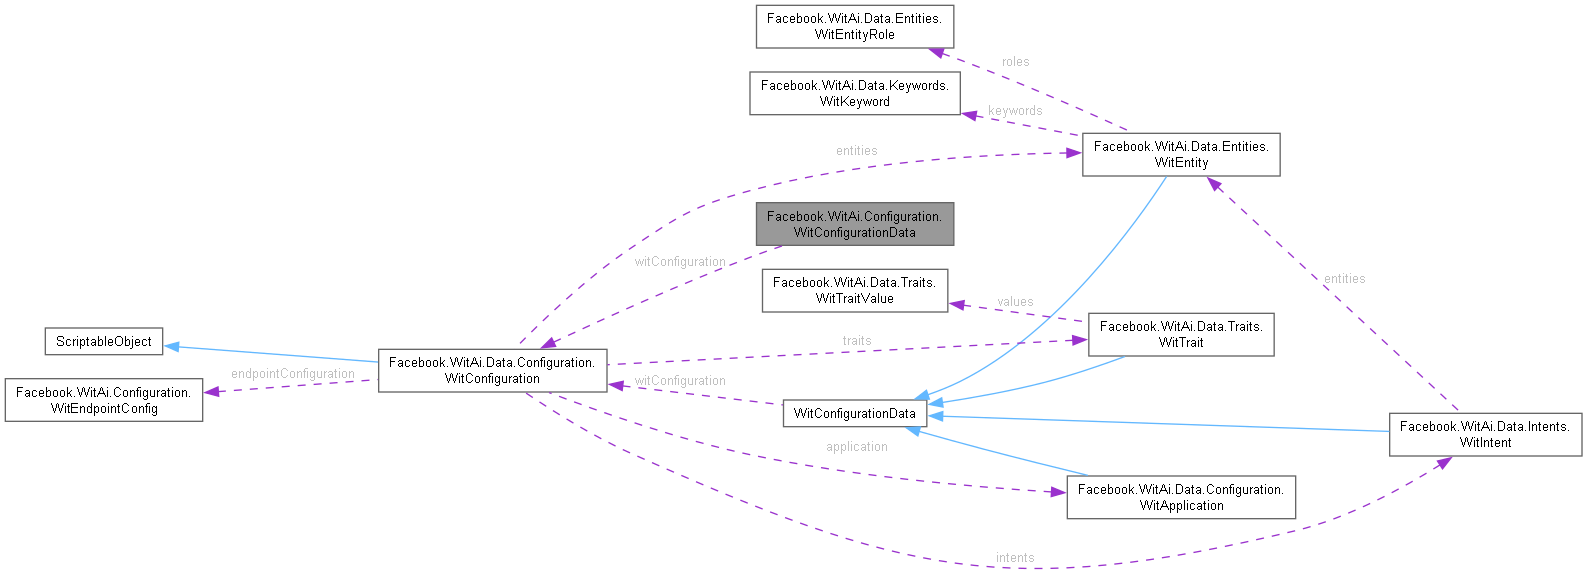 Facebook.WitAi.Data.Entities.
WitEntityRole
roles
Facebook.WitAi.Data.Keywords.
WitKeyword
keywords
Facebook.WitAi.Data.Entities.
WitEntity
entities
Facebook.WitAi.Configuration.
WitConfigurationData
witConfiguration
Facebook.WitAi.Data.Traits.
WitTraitValue
values
entities
Facebook.WitAi.Data.Traits.
WitTrait
ScriptableObject
traits
Facebook.WitAi.Data.Configuration.
WitConfiguration
endpointConfiguration
witConfiguration
Facebook.WitAi.Configuration.
WitEndpointConfig
WitConfigurationData
Facebook.WitAi.Data.Intents.
WitIntent
application
Facebook.WitAi.Data.Configuration.
WitApplication
intents